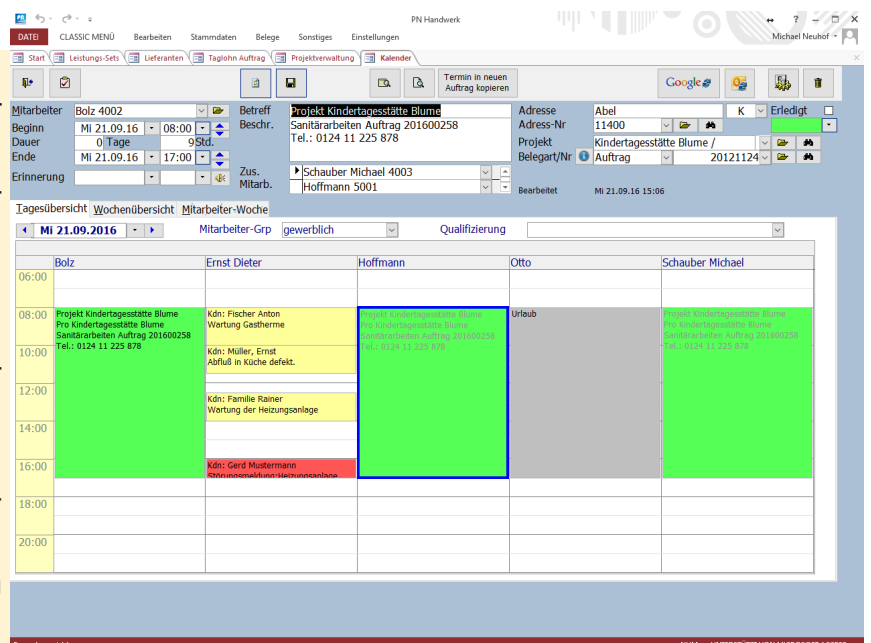 PN Handwerk
DATEI CLASSIC MENÜ Bearbeiten Stammdaten Belege Sonstiges Einstellungen Michael Neuhof
Start Leistungs-Sets Lieferanten Taglohn Auftrag Projektverwaltung Kalender
Termin in neuen
Auftrag kopieren
Google
Mitarbeiter Bolz 4002 Betreff Projekt Kindertagesstätte Blume Adresse Abel K Erledigt
Beginn Mi 21.09.16 08:00 Beschr. Sanitärarbeiten Auftrag 201600258 Adress-Nr 11400
Dauer 0 Tage 9 Std. Tel.: 0124 11 225 878 Projekt Kindertagesstätte Blume /
Ende Mi 21.09.16 17:00 Belegart/Nr Auftrag 20121124
Erinnerung Zus. Mitarb. Schauber Michael 4003
Hoffmann 5001 Bearbeitet Mi 21.09.16 15:06
Tagesübersicht Wochenübersicht Mitarbeiter-Woche
Mi 21.09.2016 Mitarbeiter-Grp gewerblich Qualifizierung
Bolz Ernst Dieter Hoffmann Otto Schauber Michael
06:00
08:00
10:00
12:00
14:00
16:00
18:00
20:00
Projekt Kindertagesstätte Blume
Pro Kindertagesstätte Blume
Sanitärarbeiten Auftrag 201600258
Tel.: 0124 11 225 878
Kdn: Fischer Anton
Wartung Gastherme
Kdn: Müller, Ernst
Abfluß in Küche defekt.
Kdn: Familie Rainer
Wartung der Heizungsanlage
Kdn: Gerd Mustermann
Störungsmeldung:Heizungsanlage
Projekt Kindertagesstätte Blume
Pro Kindertagesstätte Blume
Sanitärarbeiten Auftrag 201600258
Tel.: 0124 11 225 878
Urlaub
Projekt Kindertagesstätte Blume
Pro Kindertagesstätte Blume
Sanitärarbeiten Auftrag 201600258
Tel.: 0124 11 225 878